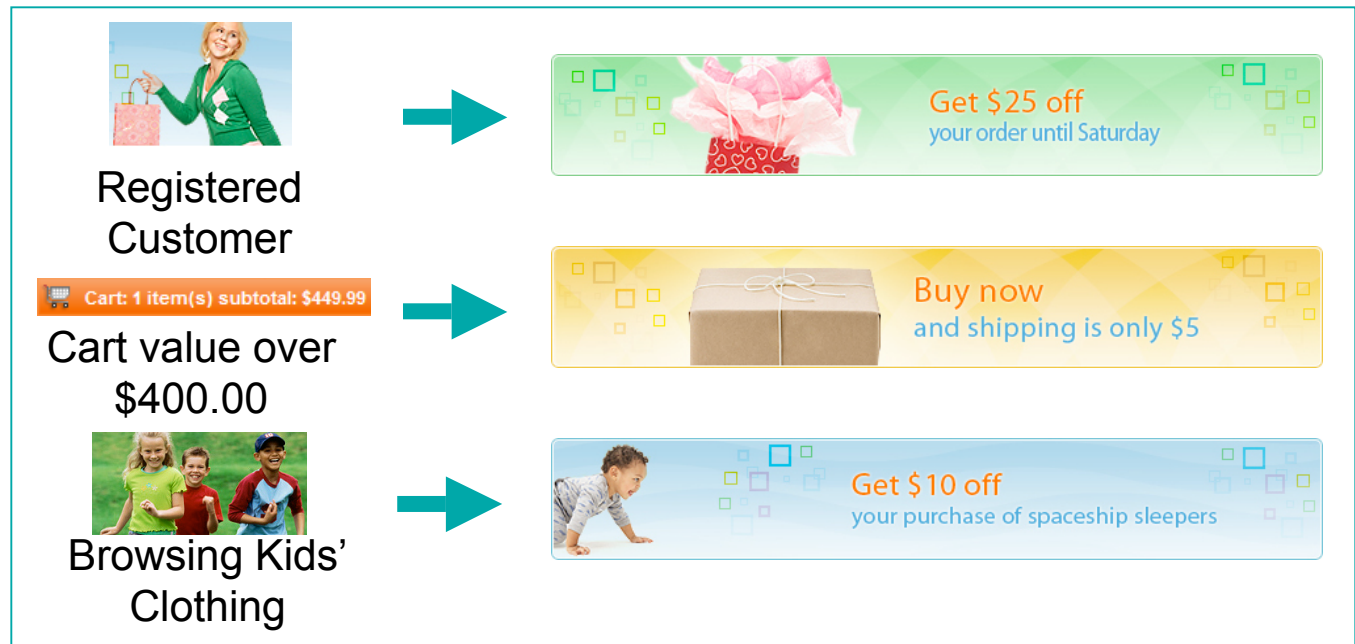 Registered
Customer
Get $25 off
your order until Saturday
Cart: 1 item(s) subtotal: $449.99
Cart value over
$400.00
Buy now
and shipping is only $5
Browsing Kids’
Clothing
Get $10 off
your purchase of spaceship sleepers